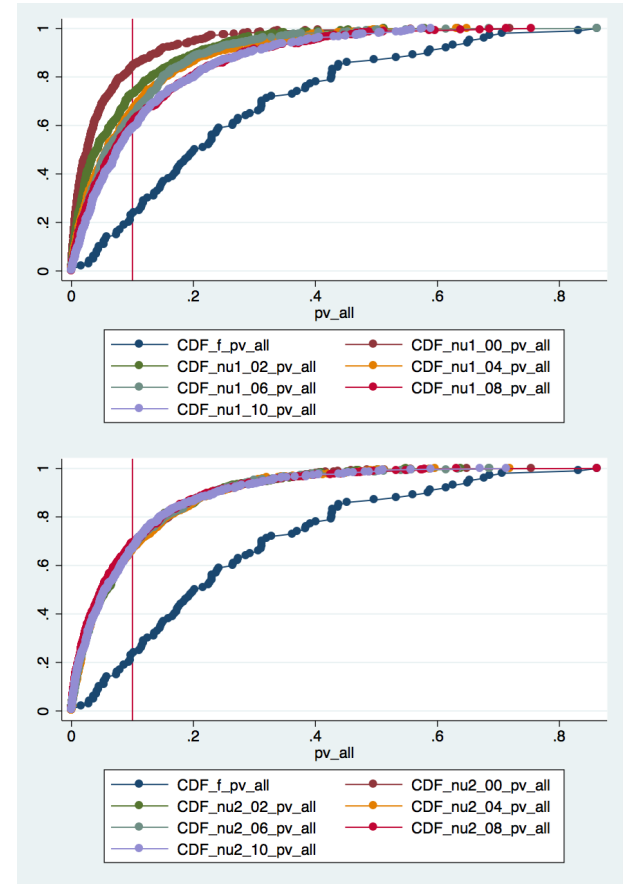 1
.8
.6
.4
.2
0
0 .2 .4 .6 .8
pv_all
CDF_f_pv_all CDF_nu1_00_pv_all
CDF_nu1_02_pv_all CDF_nu1_04_pv_all
CDF_nu1_06_pv_all CDF_nu1_08_pv_all
CDF_nu1_10_pv_all
1
.8
.6
.4
.2
0
0 .2 .4 .6 .8
pv_all
CDF_f_pv_all CDF_nu2_00_pv_all
CDF_nu2_02_pv_all CDF_nu2_04_pv_all
CDF_nu2_06_pv_all CDF_nu2_08_pv_all
CDF_nu2_10_pv_all